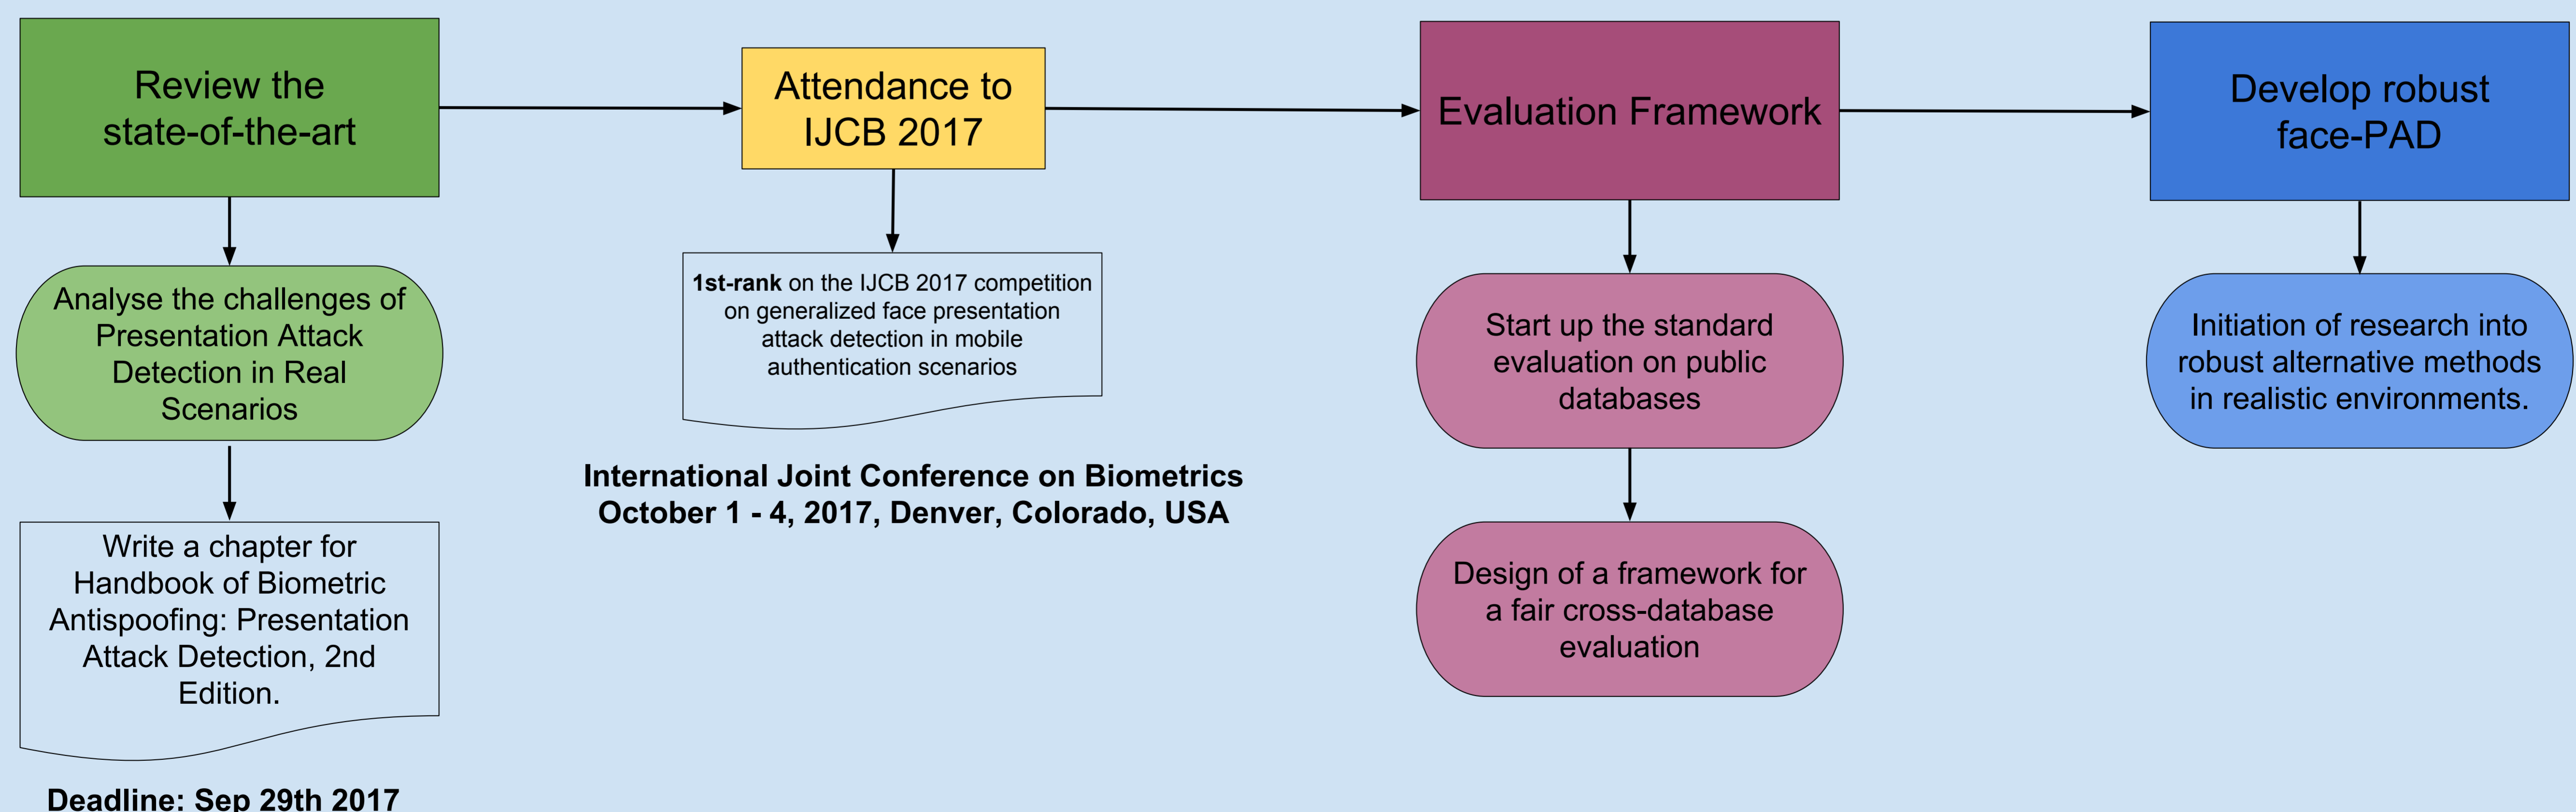 Review the
state-of-the-art
Attendance to
IJCB 2017
Evaluation Framework
Develop robust
face-PAD
Analyse the challenges of
Presentation Attack
Detection in Real
Scenarios
1st-rank on the IJCB 2017 competition
on generalized face presentation
attack detection in mobile
authentication scenarios
Start up the standard
evaluation on public
databases
Initiation of research into
robust alternative methods
in realistic environments.
International Joint Conference on Biometrics
October 1 - 4, 2017, Denver, Colorado, USA
Write a chapter for
Handbook of Biometric
Antispoofing: Presentation
Attack Detection, 2nd
Edition.
Design of a framework for
a fair cross-database
evaluation
Deadline: Sep 29th 2017